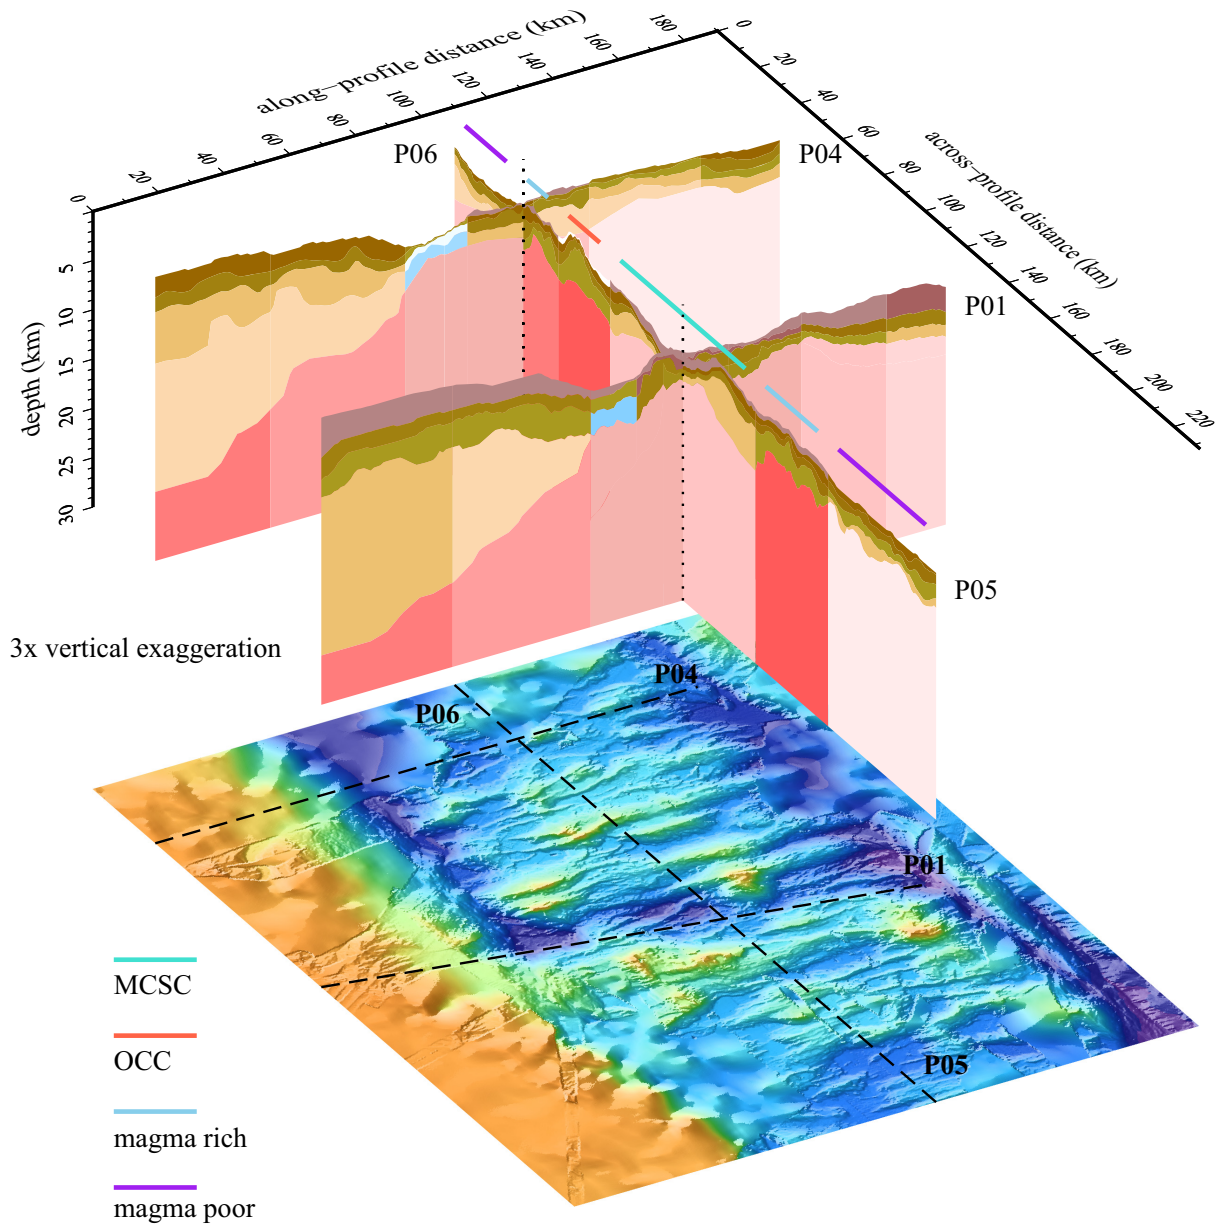 along−profile distance (km)
0
20
40
60
80
100
120
140
160
180
0
20
40
60
80
100
120
140
160
180
200
220
across−profile distance (km)
P06
P04
P01
P05
5
10
15
20
25
30
depth (km)
3x vertical exaggeration
P04
P06
P01
P05
MCSC
OCC
magma rich
magma poor